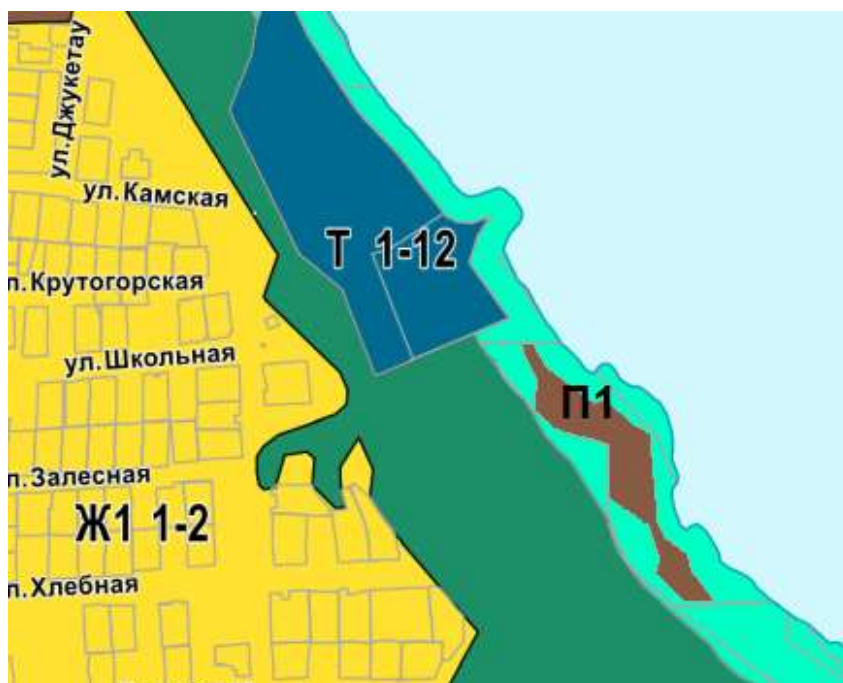 ул.Джукетау
ул.Камская
Т 1-12
л.Крутогорская
ул.Школьная
П1
л.Залесная
Ж1 1-2
л.Хлебная